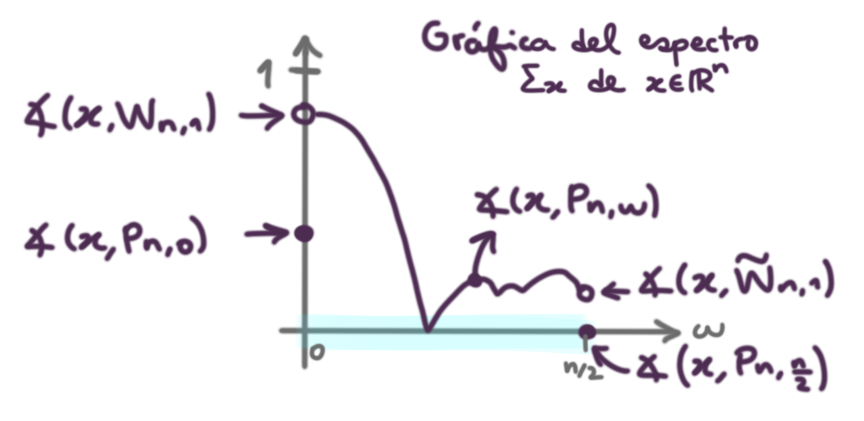 Gráfica del espectro
Σx de x∈ℝⁿ
1
∡(x, Wn,1)
∡(x, Pn,w)
∡(x, Pn,0)
∡(x, W̃n,1)
ω
0
n/2
∡(x, Pn, n/2)